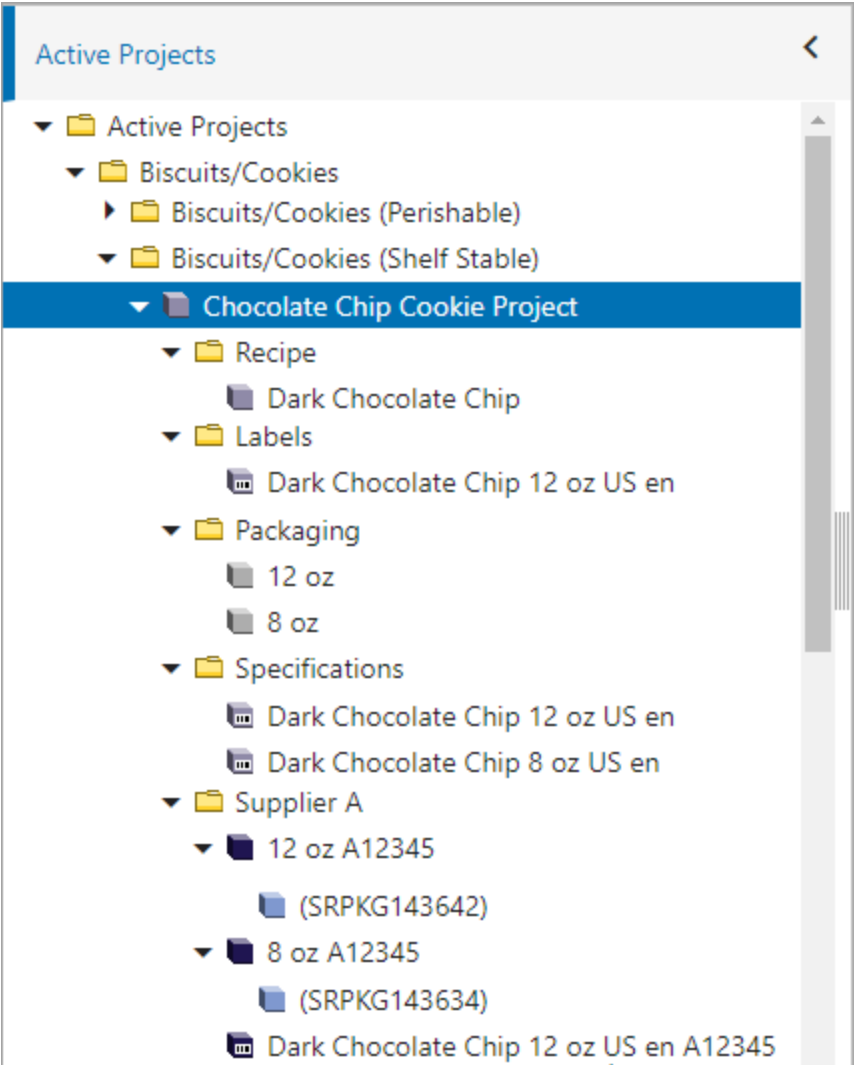 Active Projects
Active Projects
Biscuits/Cookies
Biscuits/Cookies (Perishable)
Biscuits/Cookies (Shelf Stable)
Chocolate Chip Cookie Project
Recipe
Dark Chocolate Chip
Labels
Dark Chocolate Chip 12 oz US en
Packaging
12 oz
8 oz
Specifications
Dark Chocolate Chip 12 oz US en
Dark Chocolate Chip 8 oz US en
Supplier A
12 oz A12345
(SRPKG143642)
8 oz A12345
(SRPKG143634)
Dark Chocolate Chip 12 oz US en A12345